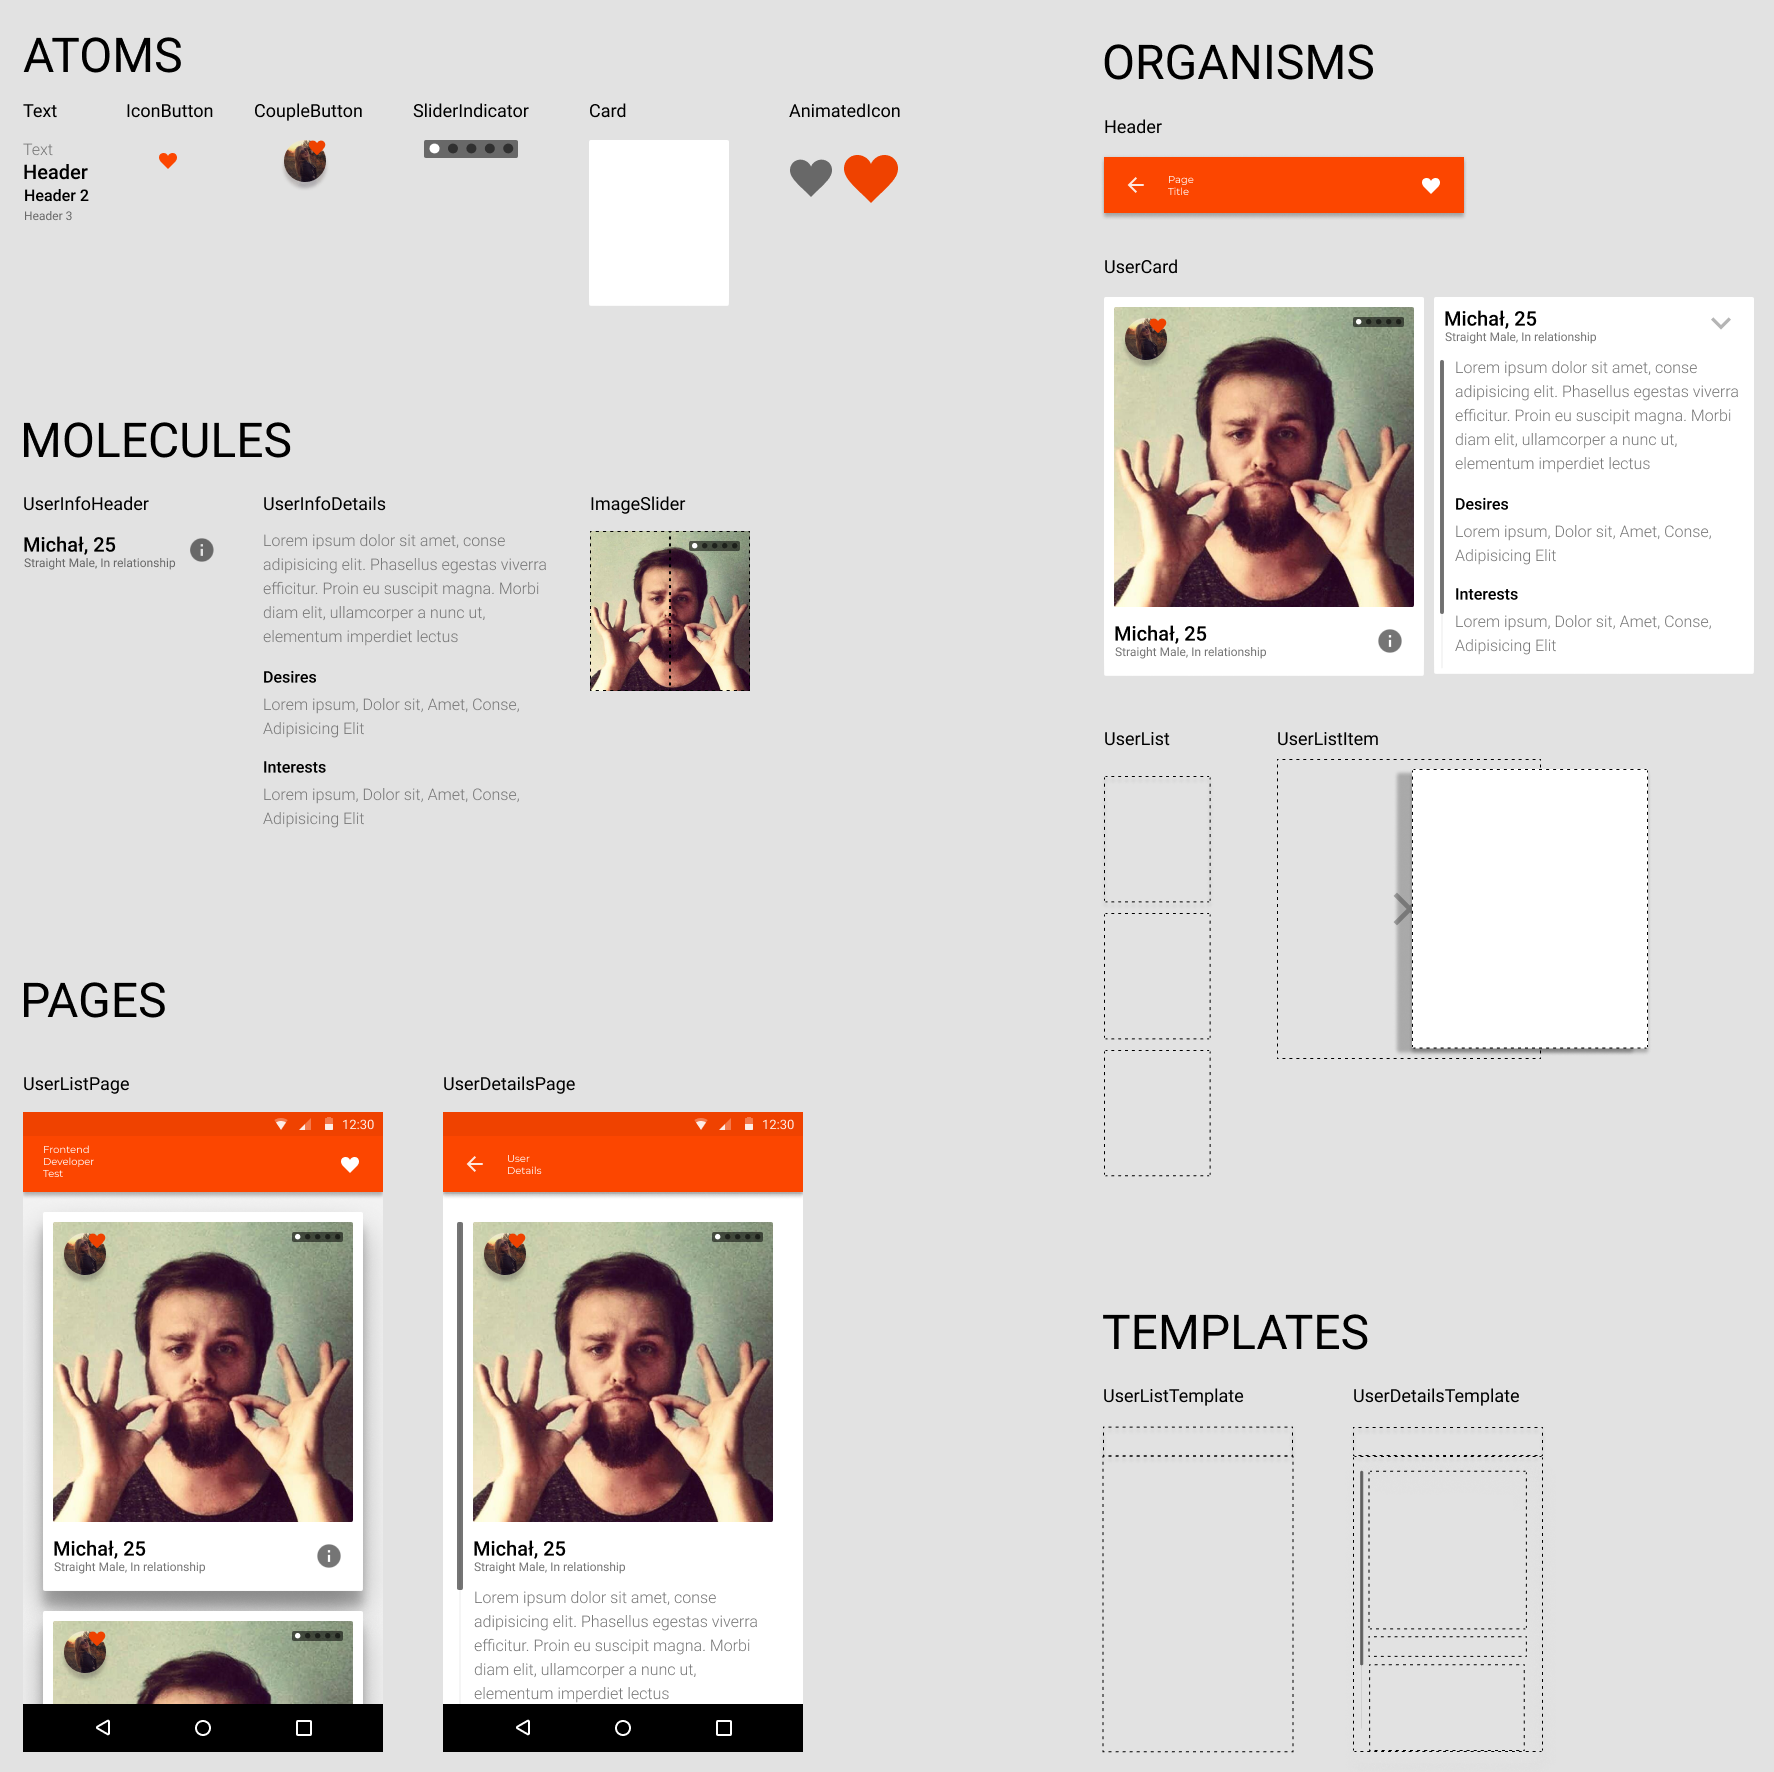 ATOMS
Text
IconButton
CoupleButton
SliderIndicator
Card
AnimatedIcon
Text
Header
Header 2
Header 3
MOLECULES
UserInfoHeader
UserInfoDetails
ImageSlider
Michał, 25
Straight Male, In relationship
Lorem ipsum dolor sit amet, conse
adipisicing elit. Phasellus egestas viverra
efficitur. Proin eu suscipit magna. Morbi
diam elit, ullamcorper a nunc ut,
elementum imperdiet lectus
Desires
Lorem ipsum, Dolor sit, Amet, Conse,
Adipisicing Elit
Interests
Lorem ipsum, Dolor sit, Amet, Conse,
Adipisicing Elit
PAGES
UserListPage
12:30
Frontend
Developer
Test
Michał, 25
Straight Male, In relationship
UserDetailsPage
12:30
User
Details
Michał, 25
Straight Male, In relationship
Lorem ipsum dolor sit amet, conse
adipisicing elit. Phasellus egestas viverra
efficitur. Proin eu suscipit magna. Morbi
diam elit, ullamcorper a nunc ut,
elementum imperdiet lectus
ORGANISMS
Header
Page
Title
UserCard
Michał, 25
Straight Male, In relationship
Michał, 25
Straight Male, In relationship
Lorem ipsum dolor sit amet, conse
adipisicing elit. Phasellus egestas viverra
efficitur. Proin eu suscipit magna. Morbi
diam elit, ullamcorper a nunc ut,
elementum imperdiet lectus
Desires
Lorem ipsum, Dolor sit, Amet, Conse,
Adipisicing Elit
Interests
Lorem ipsum, Dolor sit, Amet, Conse,
Adipisicing Elit
UserList
UserListItem
TEMPLATES
UserListTemplate
UserDetailsTemplate